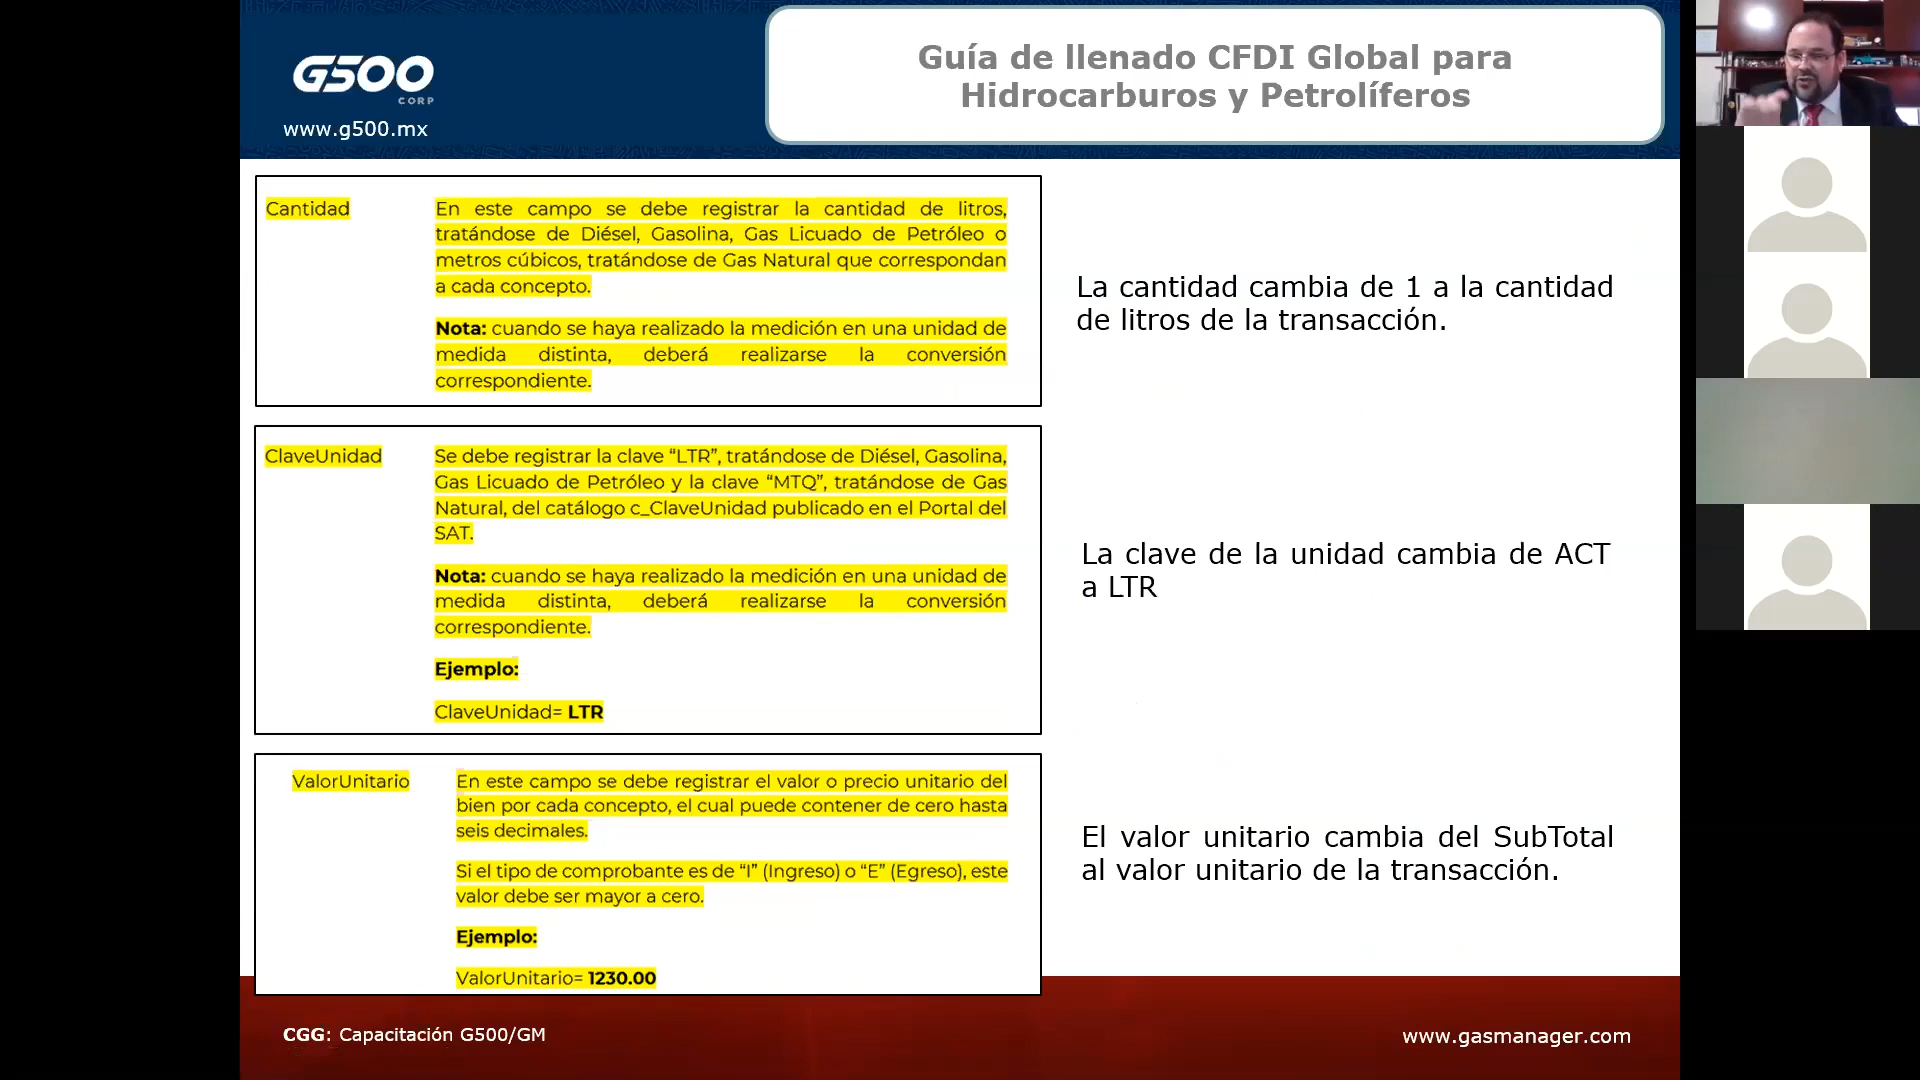 G500
CORP
www.g500.mx
Guía de llenado CFDI Global para
Hidrocarburos y Petrolíferos
Cantidad
En este campo se debe registrar la cantidad de litros,
tratándose de Diésel, Gasolina, Gas Licuado de Petróleo o
metros cúbicos, tratándose de Gas Natural que correspondan
a cada concepto.
Nota: cuando se haya realizado la medición en una unidad de
medida distinta, deberá realizarse la conversión
correspondiente.
La cantidad cambia de 1 a la cantidad
de litros de la transacción.
ClaveUnidad
Se debe registrar la clave “LTR”, tratándose de Diésel, Gasolina,
Gas Licuado de Petróleo y la clave “MTQ”, tratándose de Gas
Natural, del catálogo c_ClaveUnidad publicado en el Portal del
SAT.
Nota: cuando se haya realizado la medición en una unidad de
medida distinta, deberá realizarse la conversión
correspondiente.
Ejemplo:
ClaveUnidad= LTR
La clave de la unidad cambia de ACT
a LTR
ValorUnitario
En este campo se debe registrar el valor o precio unitario del
bien por cada concepto, el cual puede contener de cero hasta
seis decimales.
Si el tipo de comprobante es de “I” (Ingreso) o “E” (Egreso), este
valor debe ser mayor a cero.
Ejemplo:
ValorUnitario= 1230.00
El valor unitario cambia del SubTotal
al valor unitario de la transacción.
CGG: Capacitación G500/GM
www.gasmanager.com